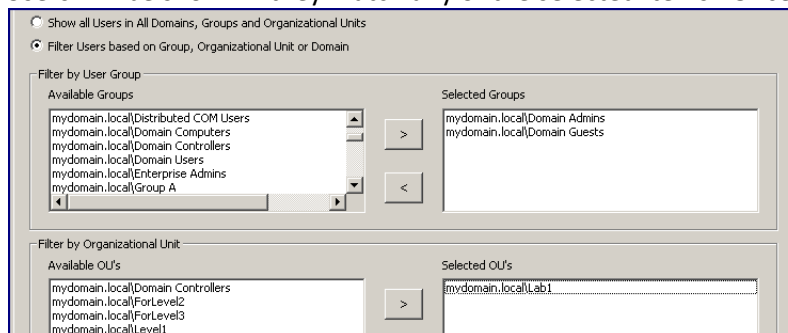 Show all Users in All Domains, Groups and Organizational Units
Filter Users based on Group, Organizational Unit or Domain
Filter by User Group
Available Groups
Selected Groups
mydomain.local\Distributed COM Users
mydomain.local\Domain Computers
mydomain.local\Domain Controllers
mydomain.local\Domain Users
mydomain.local\Enterprise Admins
mydomain.local\Group A
>
<
mydomain.local\Domain Admins
mydomain.local\Domain Guests
Filter by Organizational Unit
Available OU's
Selected OU's
mydomain.local\Domain Controllers
mydomain.local\ForLevel2
mydomain.local\ForLevel3
mydomain.local\Level1
>
mydomain.local\Lab1